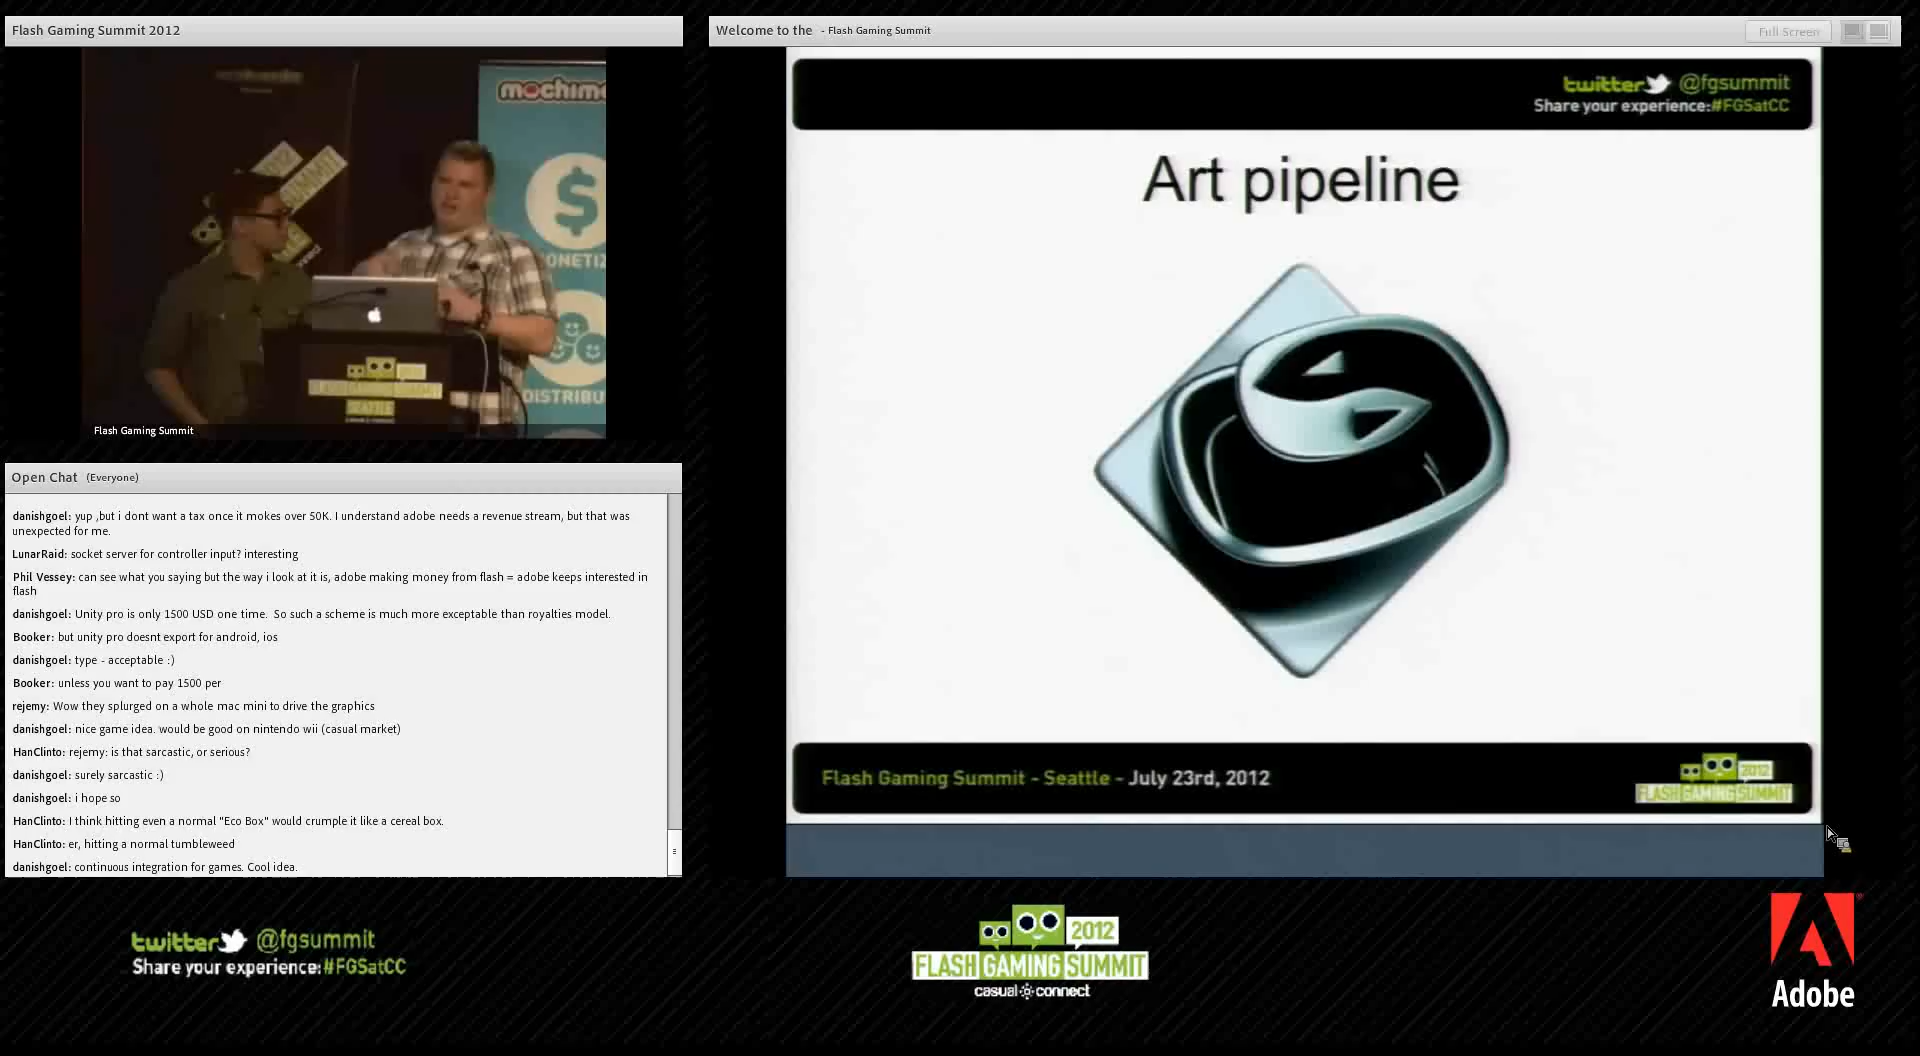 Flash Gaming Summit 2012
mochim
$
ONETIZ
DISTRIBU
FLASH GAMING SUMMIT
SEATTLE
Flash Gaming Summit
Open Chat (Everyone)
danishgoel: yup ,but i dont want a tax once it mokes over 50K. I understand adobe needs a revenue stream, but that was
unexpected for me.
LunarRaid: socket server for controller input? interesting
Phil Vessey: can see what you saying but the way i look at it is, adobe making money from flash = adobe keeps interested in
flash
danishgoel: Unity pro is only 1500 USD one time.  So such a scheme is much more exceptable than royalties model.
Booker: but unity pro doesnt export for android, ios
danishgoel: type - acceptable :)
Booker: unless you want to pay 1500 per
rejemy: Wow they splurged on a whole mac mini to drive the graphics
danishgoel: nice game idea. would be good on nintendo wii (casual market)
HanClinto: rejemy: is that sarcastic, or serious?
danishgoel: surely sarcastic :)
danishgoel: i hope so
HanClinto: I think hitting even a normal "Eco Box" would crumple it like a cereal box.
HanClinto: er, hitting a normal tumbleweed
danishgoel: continuous integration for games. Cool idea.
Welcome to the - Flash Gaming Summit
Full Screen
twitter @fgsummit
Share your experience:#FGSatCC
Art pipeline
Flash Gaming Summit - Seattle - July 23rd, 2012
2012
FLASH GAMING SUMMIT
twitter @fgsummit
Share your experience:#FGSatCC
2012
FLASH GAMING SUMMIT
casual connect
Adobe